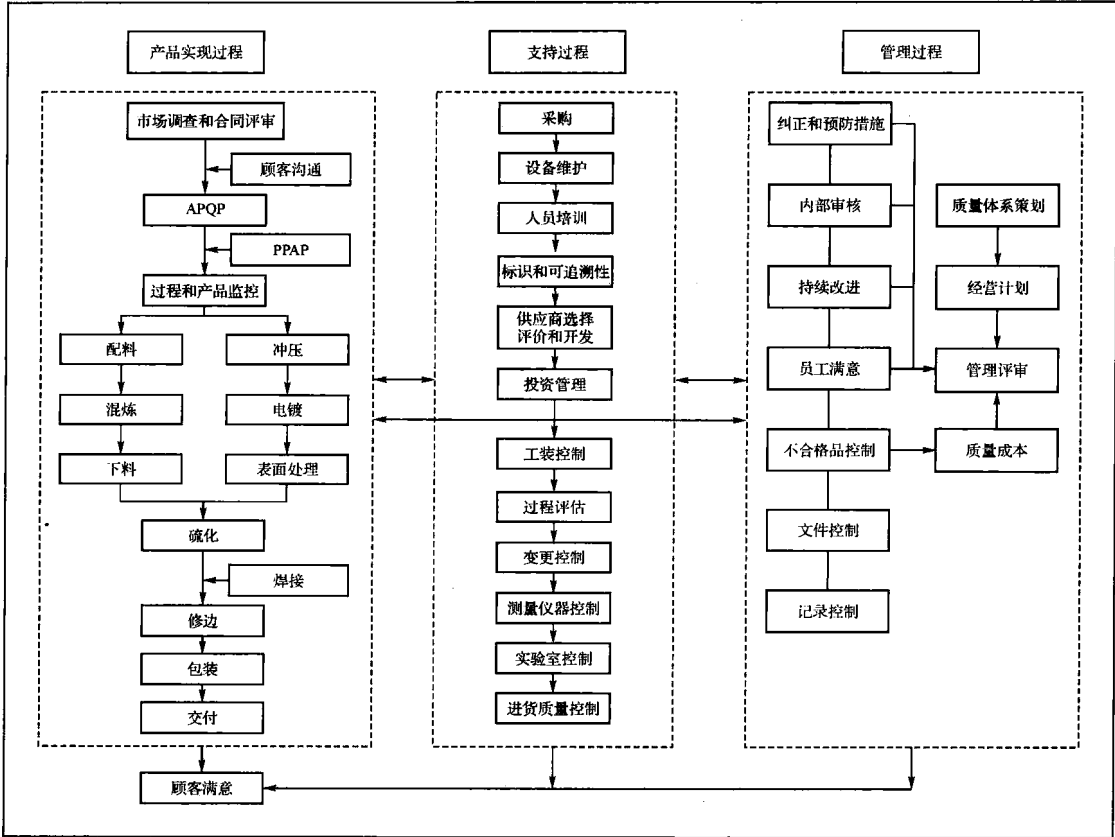 产品实现过程
支持过程
管理过程
市场调查和合同评审
顾客沟通
APQP
PPAP
过程和产品监控
配料
冲压
混炼
电镀
下料
表面处理
硫化
焊接
修边
包装
交付
顾客满意
采购
设备维护
人员培训
标识和可追溯性
供应商选择
评价和开发
投资管理
工装控制
过程评估
变更控制
测量仪器控制
实验室控制
进货质量控制
纠正和预防措施
内部审核
质量体系策划
持续改进
经营计划
员工满意
管理评审
不合格品控制
质量成本
文件控制
记录控制